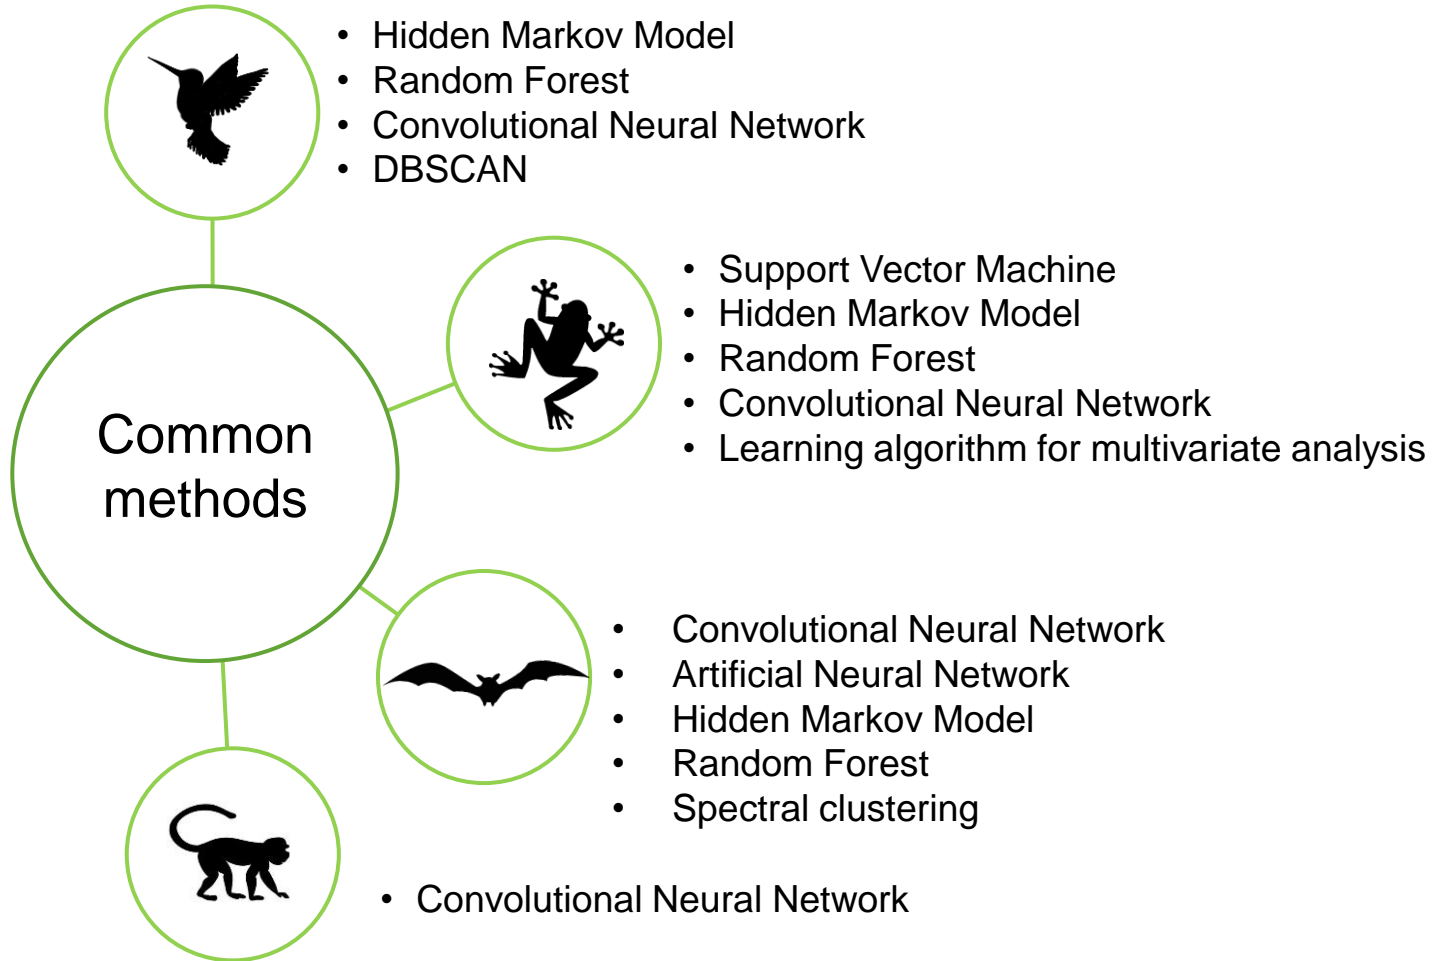 • Hidden Markov Model
• Random Forest
• Convolutional Neural Network
• DBSCAN
• Support Vector Machine
• Hidden Markov Model
• Random Forest
• Convolutional Neural Network
• Learning algorithm for multivariate analysis
Common
methods
• Convolutional Neural Network
• Artificial Neural Network
• Hidden Markov Model
• Random Forest
• Spectral clustering
• Convolutional Neural Network